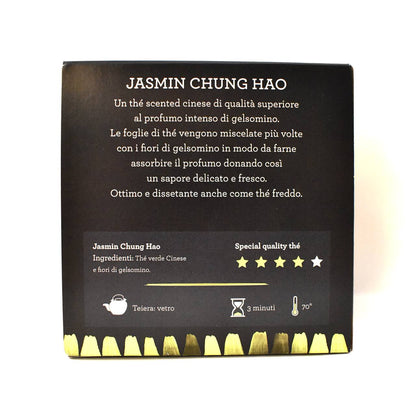 JASMIN CHUNG HAO
Un thé scented cinese di qualità superiore
al profumo intenso di gelsomino.
Le foglie di thé vengono miscelate più volte
con i fiori di gelsomino in modo da farne
assorbire il profumo donando così
un sapore delicato e fresco.
Ottimo e dissetante anche come thé freddo.
Jasmin Chung Hao
Ingredienti: Thé verde Cinese
e fiori di gelsomino.
Special quality thé
Teiera: vetro
3 minuti
70°